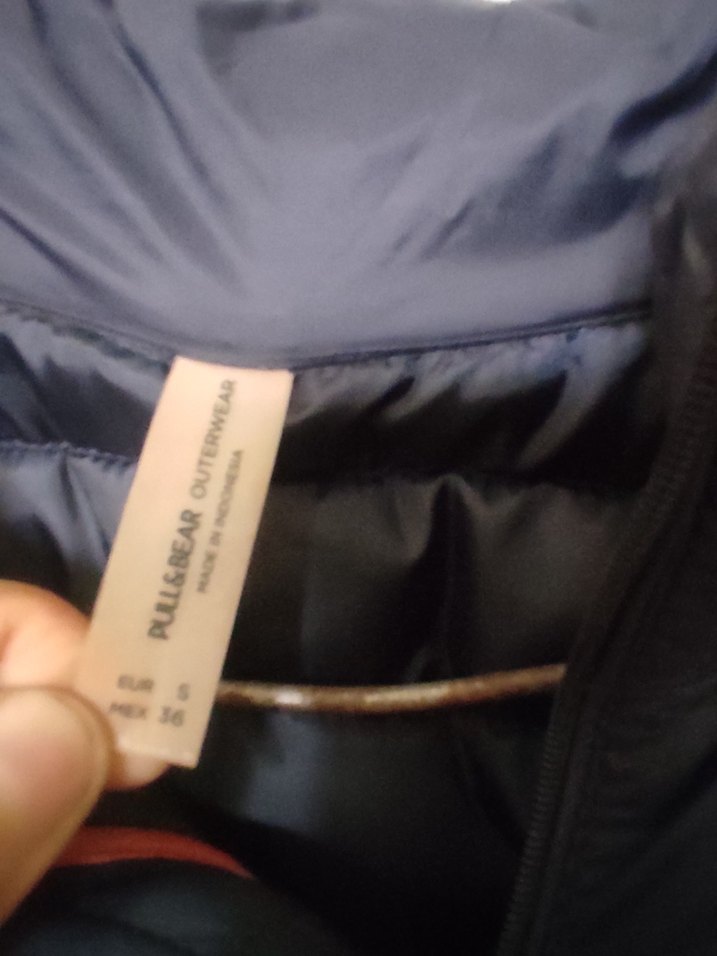 PULL&BEAR OUTERWEAR
MADE IN INDONESIA
EUR S
MEX 36